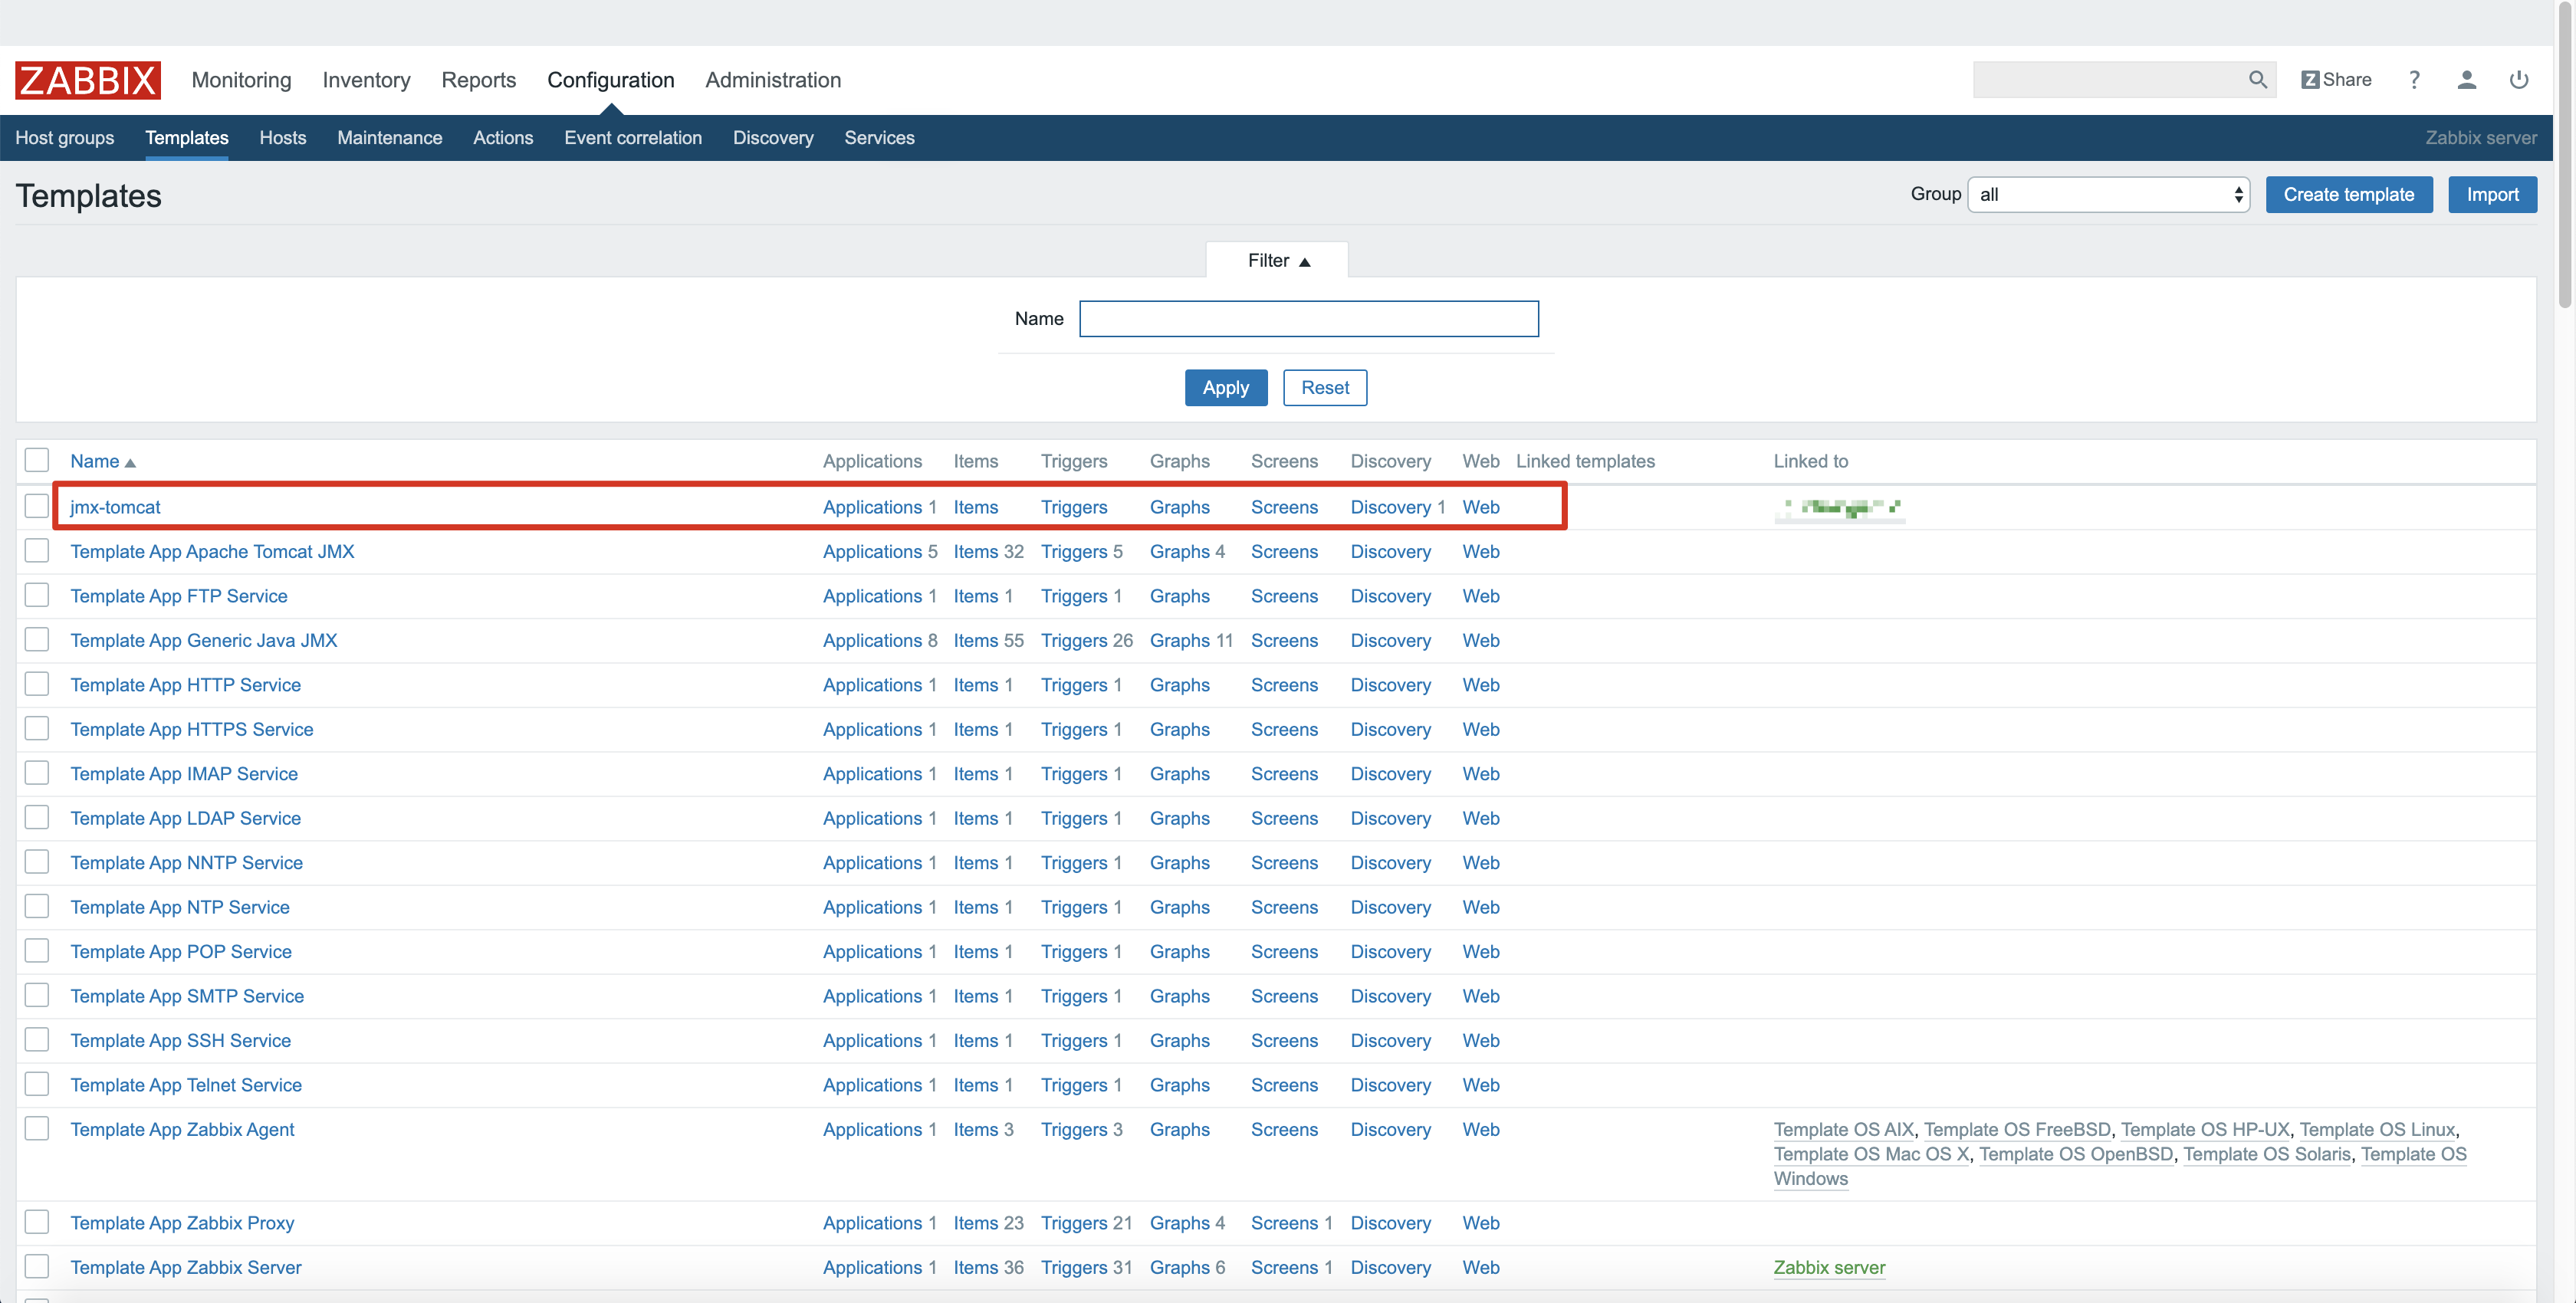 ZABBIX Monitoring Inventory Reports Configuration Administration Z Share ?
Host groups Templates Hosts Maintenance Actions Event correlation Discovery Services Zabbix server
Templates Group all Create template Import
Filter ▲
Name
Apply Reset
Name ▲ Applications Items Triggers Graphs Screens Discovery Web Linked templates Linked to
jmx-tomcat Applications 1 Items Triggers Graphs Screens Discovery 1 Web
Template App Apache Tomcat JMX Applications 5 Items 32 Triggers 5 Graphs 4 Screens Discovery Web
Template App FTP Service Applications 1 Items 1 Triggers 1 Graphs Screens Discovery Web
Template App Generic Java JMX Applications 8 Items 55 Triggers 26 Graphs 11 Screens Discovery Web
Template App HTTP Service Applications 1 Items 1 Triggers 1 Graphs Screens Discovery Web
Template App HTTPS Service Applications 1 Items 1 Triggers 1 Graphs Screens Discovery Web
Template App IMAP Service Applications 1 Items 1 Triggers 1 Graphs Screens Discovery Web
Template App LDAP Service Applications 1 Items 1 Triggers 1 Graphs Screens Discovery Web
Template App NNTP Service Applications 1 Items 1 Triggers 1 Graphs Screens Discovery Web
Template App NTP Service Applications 1 Items 1 Triggers 1 Graphs Screens Discovery Web
Template App POP Service Applications 1 Items 1 Triggers 1 Graphs Screens Discovery Web
Template App SMTP Service Applications 1 Items 1 Triggers 1 Graphs Screens Discovery Web
Template App SSH Service Applications 1 Items 1 Triggers 1 Graphs Screens Discovery Web
Template App Telnet Service Applications 1 Items 1 Triggers 1 Graphs Screens Discovery Web
Template App Zabbix Agent Applications 1 Items 3 Triggers 3 Graphs Screens Discovery Web Template OS AIX, Template OS FreeBSD, Template OS HP-UX, Template OS Linux,
Template OS Mac OS X, Template OS OpenBSD, Template OS Solaris, Template OS
Windows
Template App Zabbix Proxy Applications 1 Items 23 Triggers 21 Graphs 4 Screens 1 Discovery Web
Template App Zabbix Server Applications 1 Items 36 Triggers 31 Graphs 6 Screens 1 Discovery Web Zabbix server